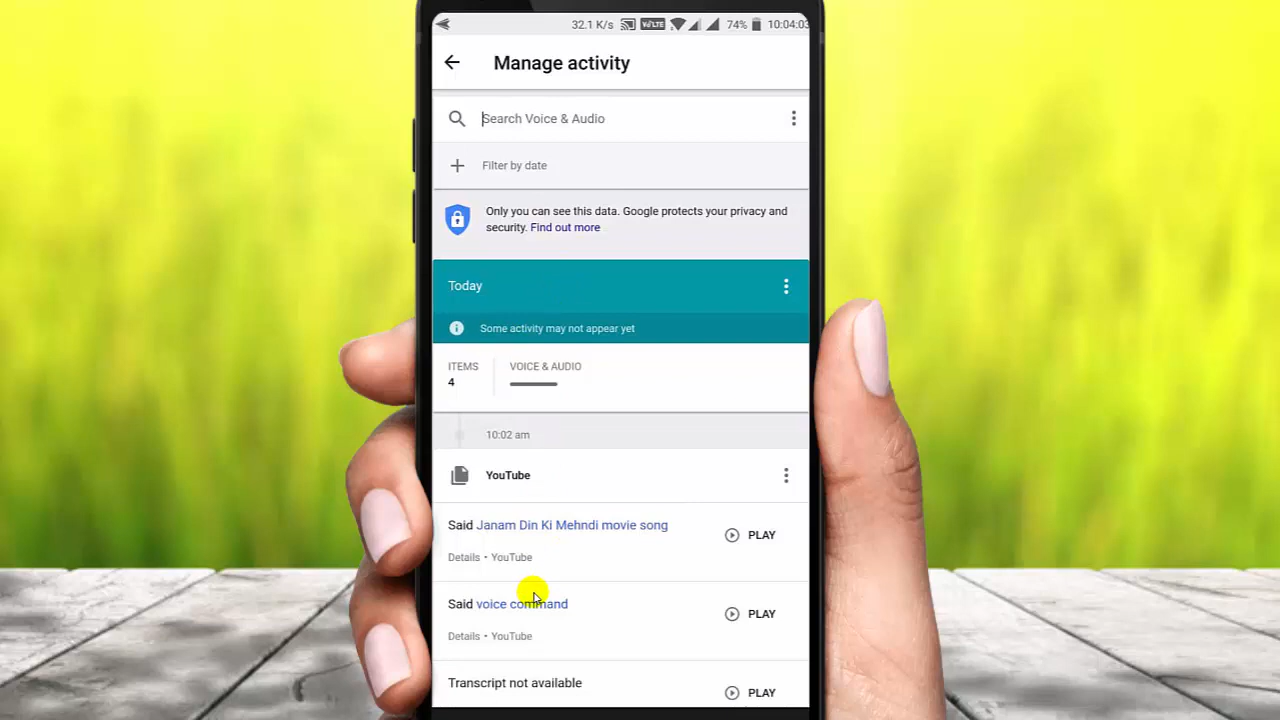 32.1 K/s VoLTE 74% 10:04:03
Manage activity
Search Voice & Audio
Filter by date
Only you can see this data. Google protects your privacy and
security. Find out more
Today
Some activity may not appear yet
ITEMS VOICE & AUDIO
4
10:02 am
YouTube
Said Janam Din Ki Mehndi movie song
PLAY
Details • YouTube
Said voice command
PLAY
Details • YouTube
Transcript not available
PLAY